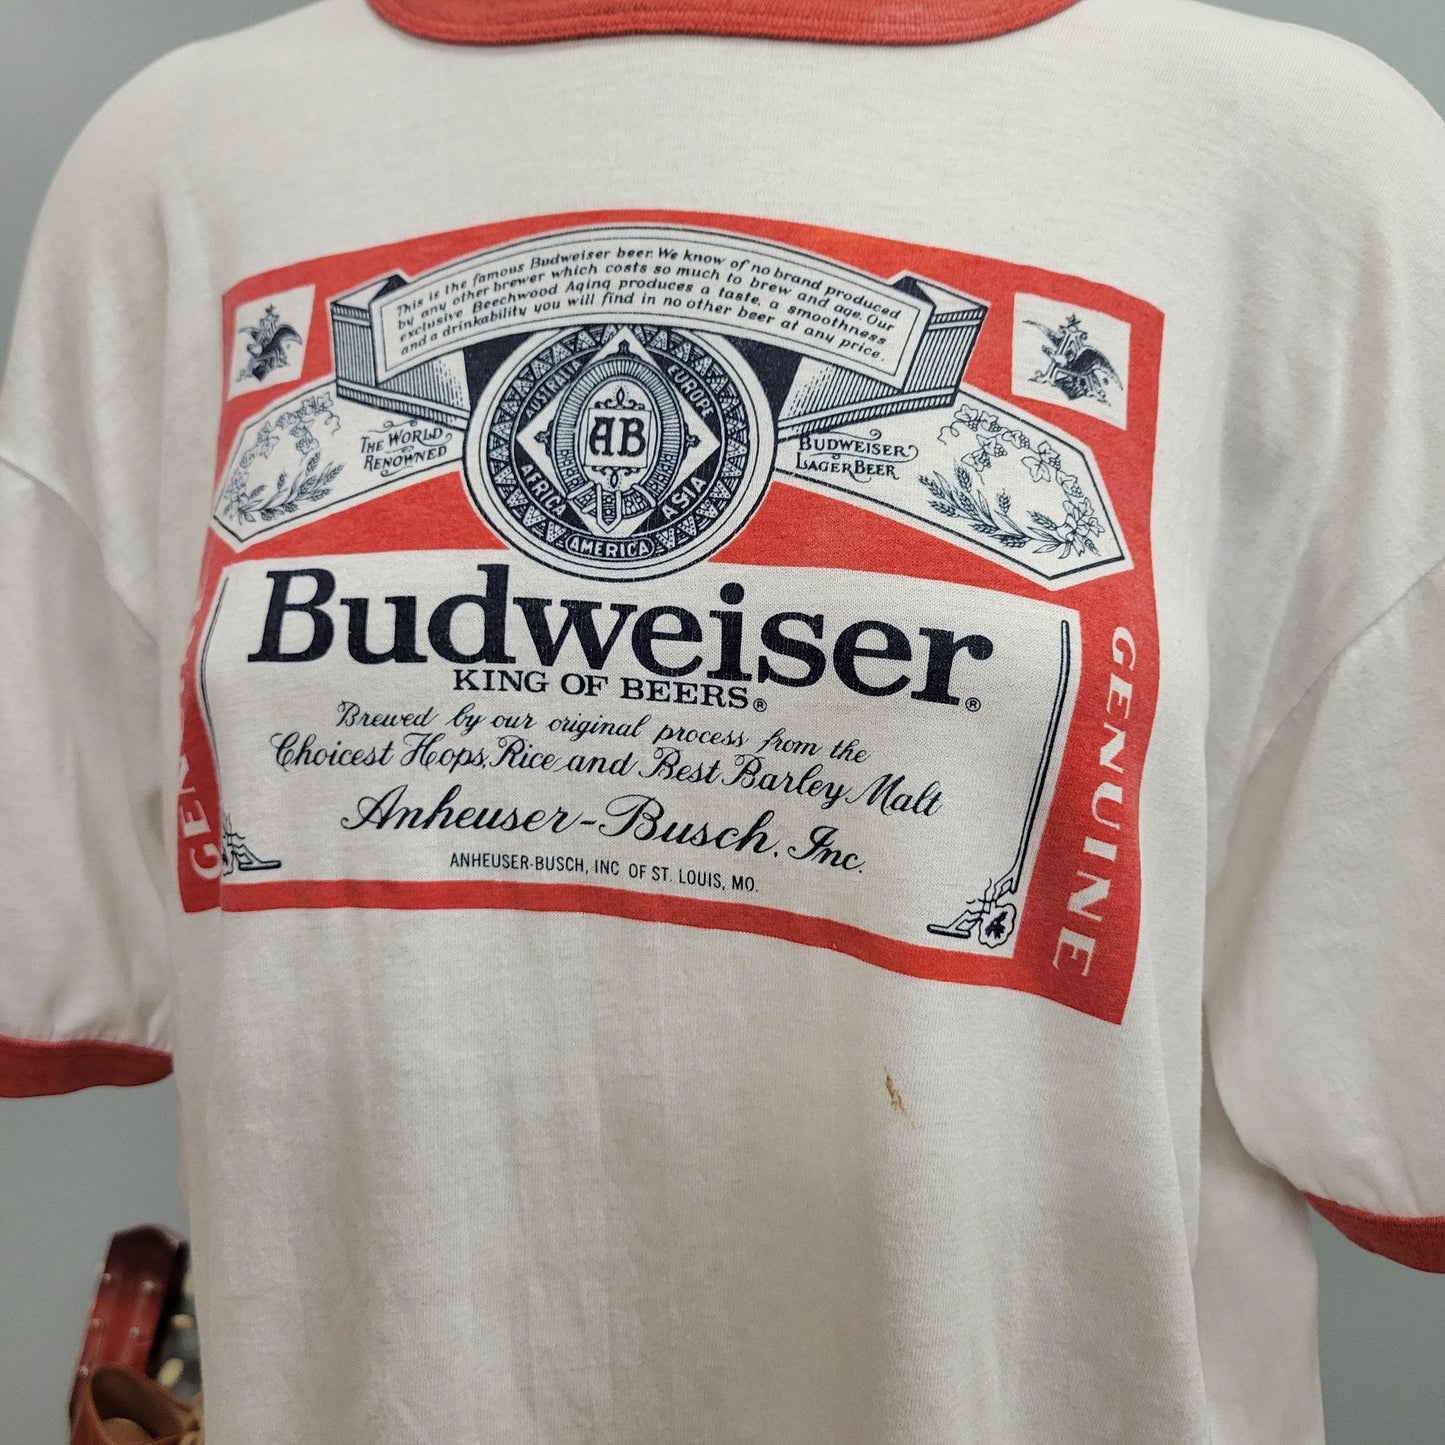 This is the famous Budweiser beer. We know of no brand produced
by any other brewer which costs so much to brew and age. Our
exclusive Beechwood Aging produces a taste, a smoothness
and a drinkability you will find in no other beer at any price.
AUSTRALIA
EUROPE
AFRICA
ASIA
AMERICA
AB
THE WORLD
RENOWNED
BUDWEISER
LAGER BEER
Budweiser®
KING OF BEERS®
Brewed by our original process from the
Choicest Hops, Rice and Best Barley Malt
Anheuser-Busch, Inc.
ANHEUSER-BUSCH, INC OF ST. LOUIS, MO.
GENUINE